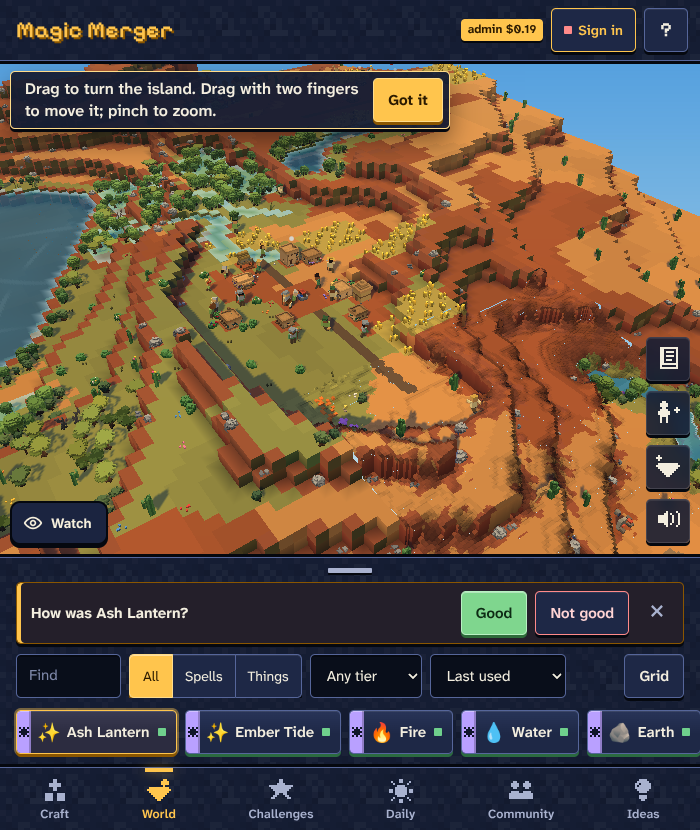 Magic Merger
admin $0.19
Sign in
?
Drag to turn the island. Drag with two fingers
to move it; pinch to zoom.
Got it
Watch
How was Ash Lantern?
Good
Not good
Find
All
Spells
Things
Any tier
Last used
Grid
Ash Lantern
Ember Tide
Fire
Water
Earth
Craft
World
Challenges
Daily
Community
Ideas